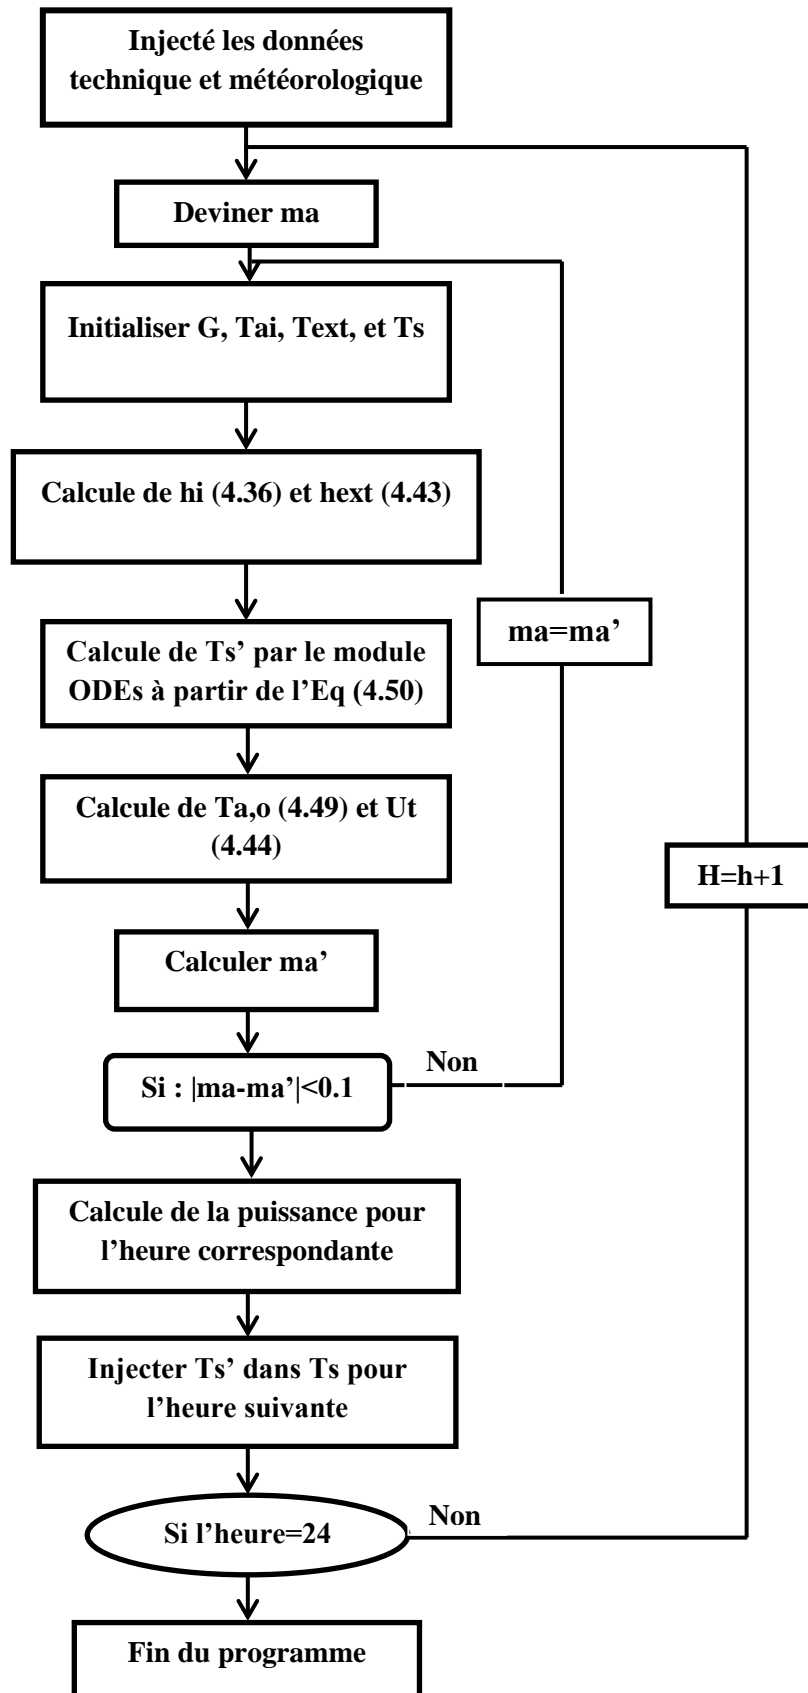 Injecté les données
technique et météorologique
Deviner ma
Initialiser G, Tai, Text, et Ts
Calcule de hi (4.36) et hext (4.43)
Calcule de Ts’ par le module
ODEs à partir de l’Eq (4.50)
ma=ma’
Calcule de Ta,o (4.49) et Ut
(4.44)
H=h+1
Calculer ma’
Non
Si : |ma-ma’|<0.1
Calcule de la puissance pour
l’heure correspondante
Injecter Ts’ dans Ts pour
l’heure suivante
Non
Si l’heure=24
Fin du programme